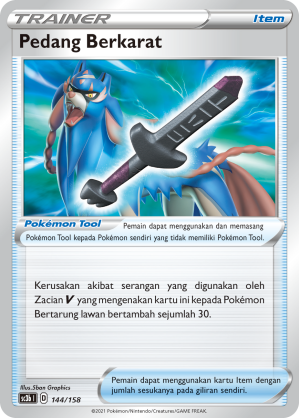 TRAINER Item
Pedang Berkarat
Pokémon Tool Pemain dapat menggunakan dan memasang
Pokémon Tool kepada Pokémon sendiri yang tidak memiliki Pokémon Tool.
Kerusakan akibat serangan yang digunakan oleh
Zacian V yang mengenakan kartu ini kepada Pokémon
Bertarung lawan bertambah sejumlah 30.
Illus.5ban Graphics
sc3b I D 144/158
Pemain dapat menggunakan kartu Item dengan
jumlah sesukanya pada giliran sendiri.
©2021 Pokémon/Nintendo/Creatures/GAME FREAK.